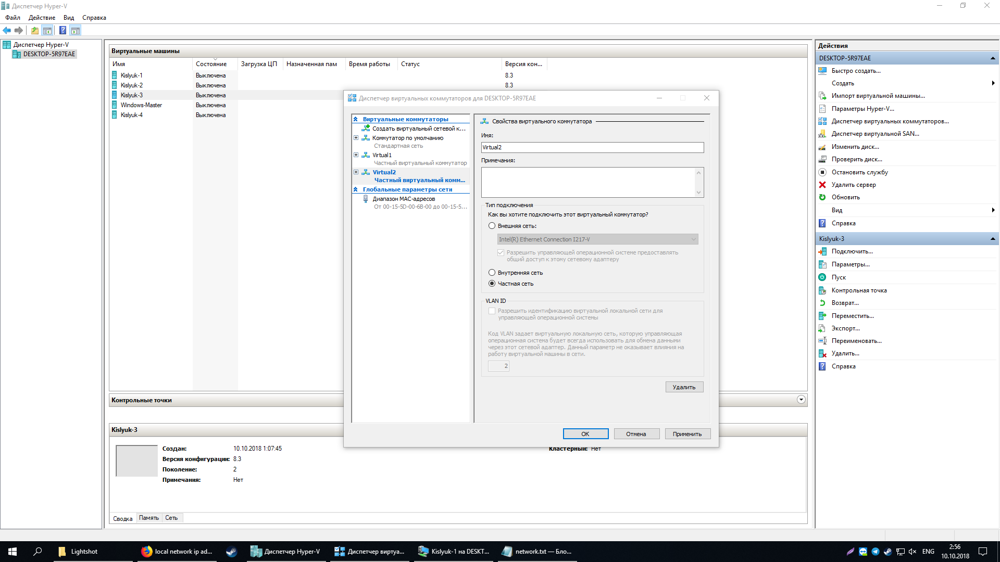 Диспетчер Hyper-V
Файл Действие Вид Справка
Диспетчер Hyper-V
DESKTOP-5R97EAE
Виртуальные машины
Имя Состояние Загрузка ЦП Назначенная пам Время работы Статус Версия кон...
Kislyuk-1 Выключена 8.3
Kislyuk-2 Выключена 8.3
Kislyuk-3 Выключена
Windows-Master Выключена
Kislyuk-4 Выключена
Контрольные точки
Kislyuk-3
Создан: 10.10.2018 1:07:45
Кластерный: Нет
Версия конфигурации: 8.3
Поколение: 2
Примечания: Нет
Сводка Память Сеть
Диспетчер виртуальных коммутаторов для DESKTOP-5R97EAE
Виртуальные коммутаторы
Создать виртуальный сетевой к...
Коммутатор по умолчанию
Стандартная сеть
Virtual1
Частный виртуальный коммутатор
Virtual2
Частный виртуальный комм...
Глобальные параметры сети
Диапазон MAC-адресов
От 00-15-5D-00-6B-00 до 00-15-5...
Свойства виртуального коммутатора
Имя:
Virtual2
Примечания:
Тип подключения
Как вы хотите подключить этот виртуальный коммутатор?
Внешняя сеть:
Intel(R) Ethernet Connection I217-V
Разрешить управляющей операционной системе предоставлять
общий доступ к этому сетевому адаптеру
Внутренняя сеть
Частная сеть
VLAN ID
Разрешить идентификацию виртуальной локальной сети для
управляющей операционной системы
Код VLAN задает виртуальную локальную сеть, которую управляющая
операционная система будет всегда использовать для обмена данными
через этот сетевой адаптер. Данный параметр не оказывает влияния на
работу виртуальной машины в сети.
2
Удалить
ОК Отмена Применить
Действия
DESKTOP-5R97EAE
Быстро создать...
Создать
Импорт виртуальной машины...
Параметры Hyper-V...
Диспетчер виртуальных коммутаторов...
Диспетчер виртуальной SAN...
Изменить диск...
Проверить диск...
Остановить службу
Удалить сервер
Обновить
Вид
Справка
Kislyuk-3
Подключить...
Параметры...
Пуск
Контрольная точка
Возврат...
Переместить...
Экспорт...
Переименовать...
Удалить...
Справка
Lightshot
local network ip ad...
Диспетчер Hyper-V
Диспетчер виртуа...
Kislyuk-1 на DESKT...
network.txt — Бло...
ENG
2:56
10.10.2018